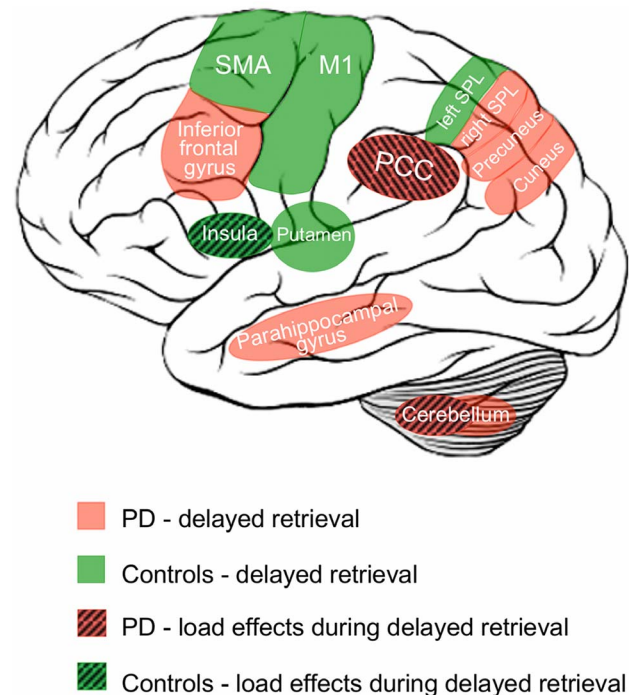 SMA
M1
Inferior
frontal
gyrus
left SPL
right SPL
Precuneus
Cuneus
PCC
Insula
Putamen
Parahippocampal
gyrus
Cerebellum
PD - delayed retrieval
Controls - delayed retrieval
PD - load effects during delayed retrieval
Controls - load effects during delayed retrieval